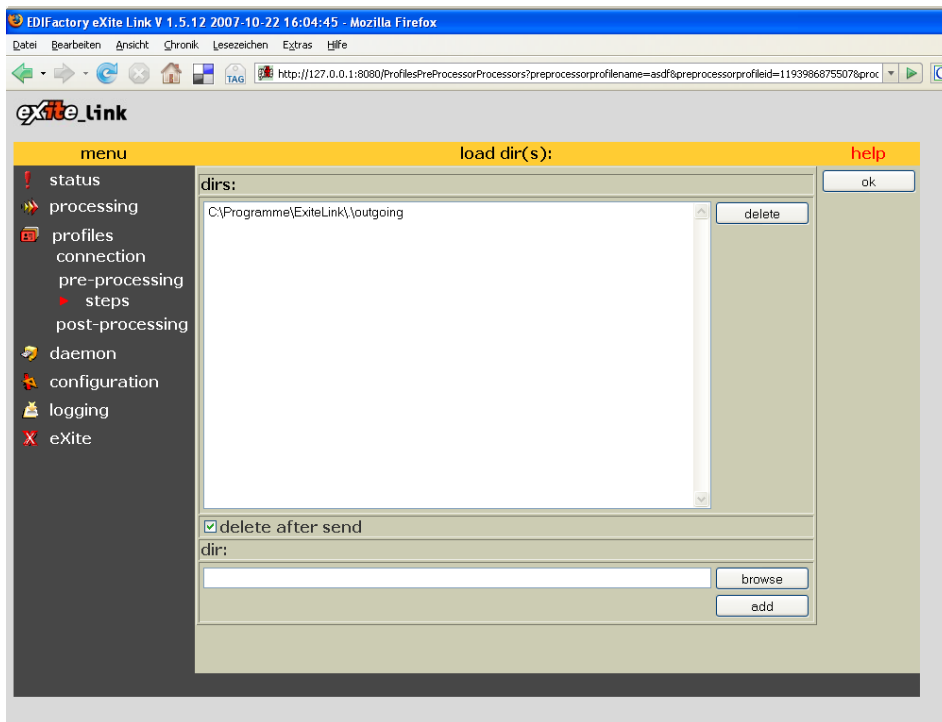 EDIFactory eXite Link V 1.5.12 2007-10-22 16:04:45 - Mozilla Firefox
Datei Bearbeiten Ansicht Chronik Lesezeichen Extras Hilfe
TAG http://127.0.0.1:8080/ProfilesPreProcessorProcessors?preprocessorprofilename=asdf&preprocessorprofileid=1193986875507&proc
eXite_Link
menu load dir(s): help
status dirs: ok
C:\Programme\ExiteLink\.\outgoing delete
processing
profiles
connection
pre-processing
steps
post-processing
daemon
configuration
logging
eXite
delete after send
dir:
browse
add